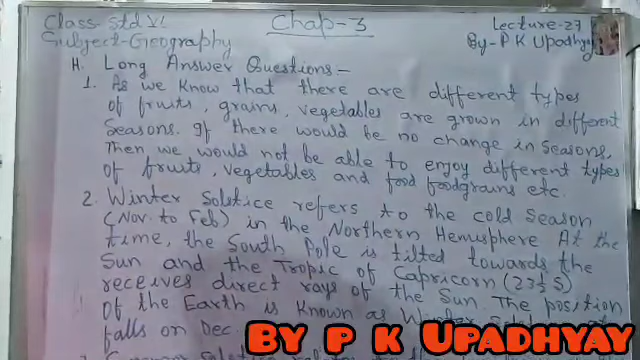 Class-Std VI
Chap-3
Lecture-27
Subject-Geography
By-P K Upadhyay
H. Long Answer Questions-
1. As we know that there are different types
of fruits, grains, vegetables are grown in different
Seasons. If there would be no change in seasons,
Then we would not be able to enjoy different types
of fruits, vegetables and food foodgrains etc.
2. Winter Solstice refers to the cold season
(Nov. to Feb) in the Northern Hemusphere At the
time, the South Pole is tilted towards the
Sun and the Tropic of Capricorn (23½ S)
receives direct rays of the Sun The position
of the Earth is known as Winter
falls on Dec.
BY P K UPADHYAY